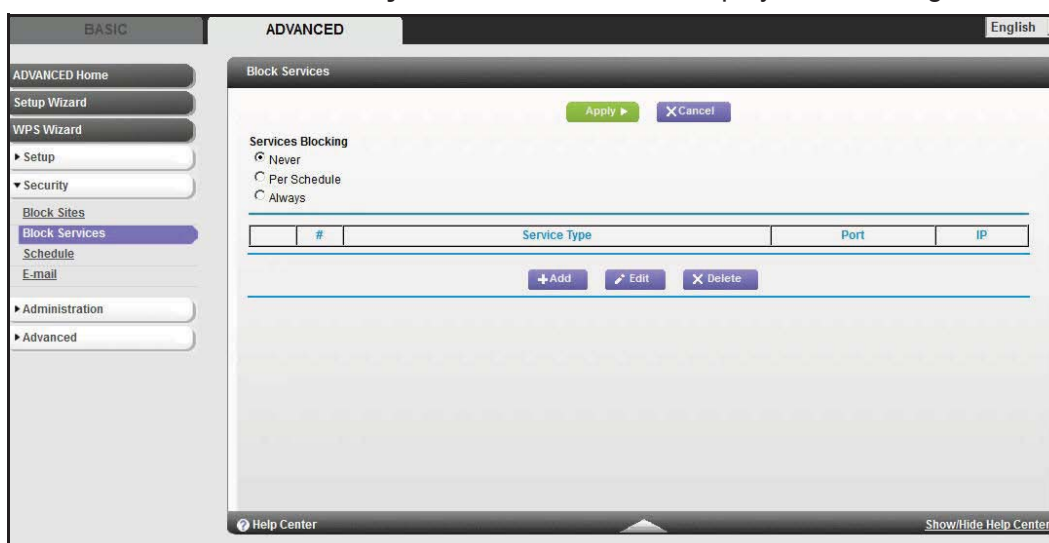 BASIC
ADVANCED
English
ADVANCED Home
Setup Wizard
WPS Wizard
Setup
Security
Block Sites
Block Services
Schedule
E-mail
Administration
Advanced
Block Services
Apply
Cancel
Services Blocking
Never
Per Schedule
Always
# Service Type Port IP
Add Edit Delete
Help Center
Show/Hide Help Center